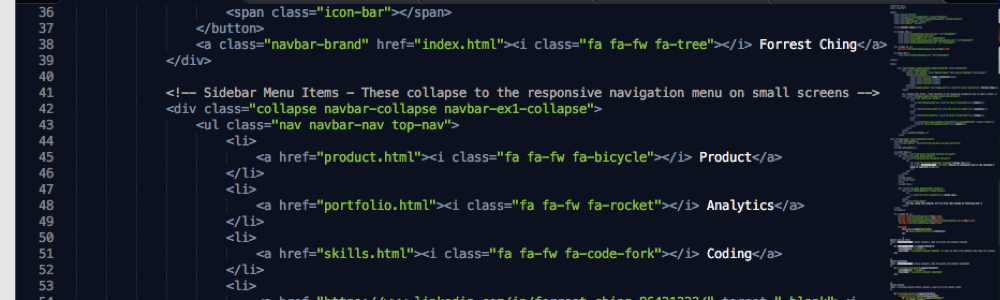 36 <span class="icon-bar"></span>
37 </button>
38 <a class="navbar-brand" href="index.html"><i class="fa fa-fw fa-tree"></i> Forrest Ching</a>
39 </div>
40
41 <!-- Sidebar Menu Items - These collapse to the responsive navigation menu on small screens -->
42 <div class="collapse navbar-collapse navbar-ex1-collapse">
43 <ul class="nav navbar-nav top-nav">
44 <li>
45 <a href="product.html"><i class="fa fa-fw fa-bicycle"></i> Product</a>
46 </li>
47 <li>
48 <a href="portfolio.html"><i class="fa fa-fw fa-rocket"></i> Analytics</a>
49 </li>
50 <li>
51 <a href="skills.html"><i class="fa fa-fw fa-code-fork"></i> Coding</a>
52 </li>
53 <li>